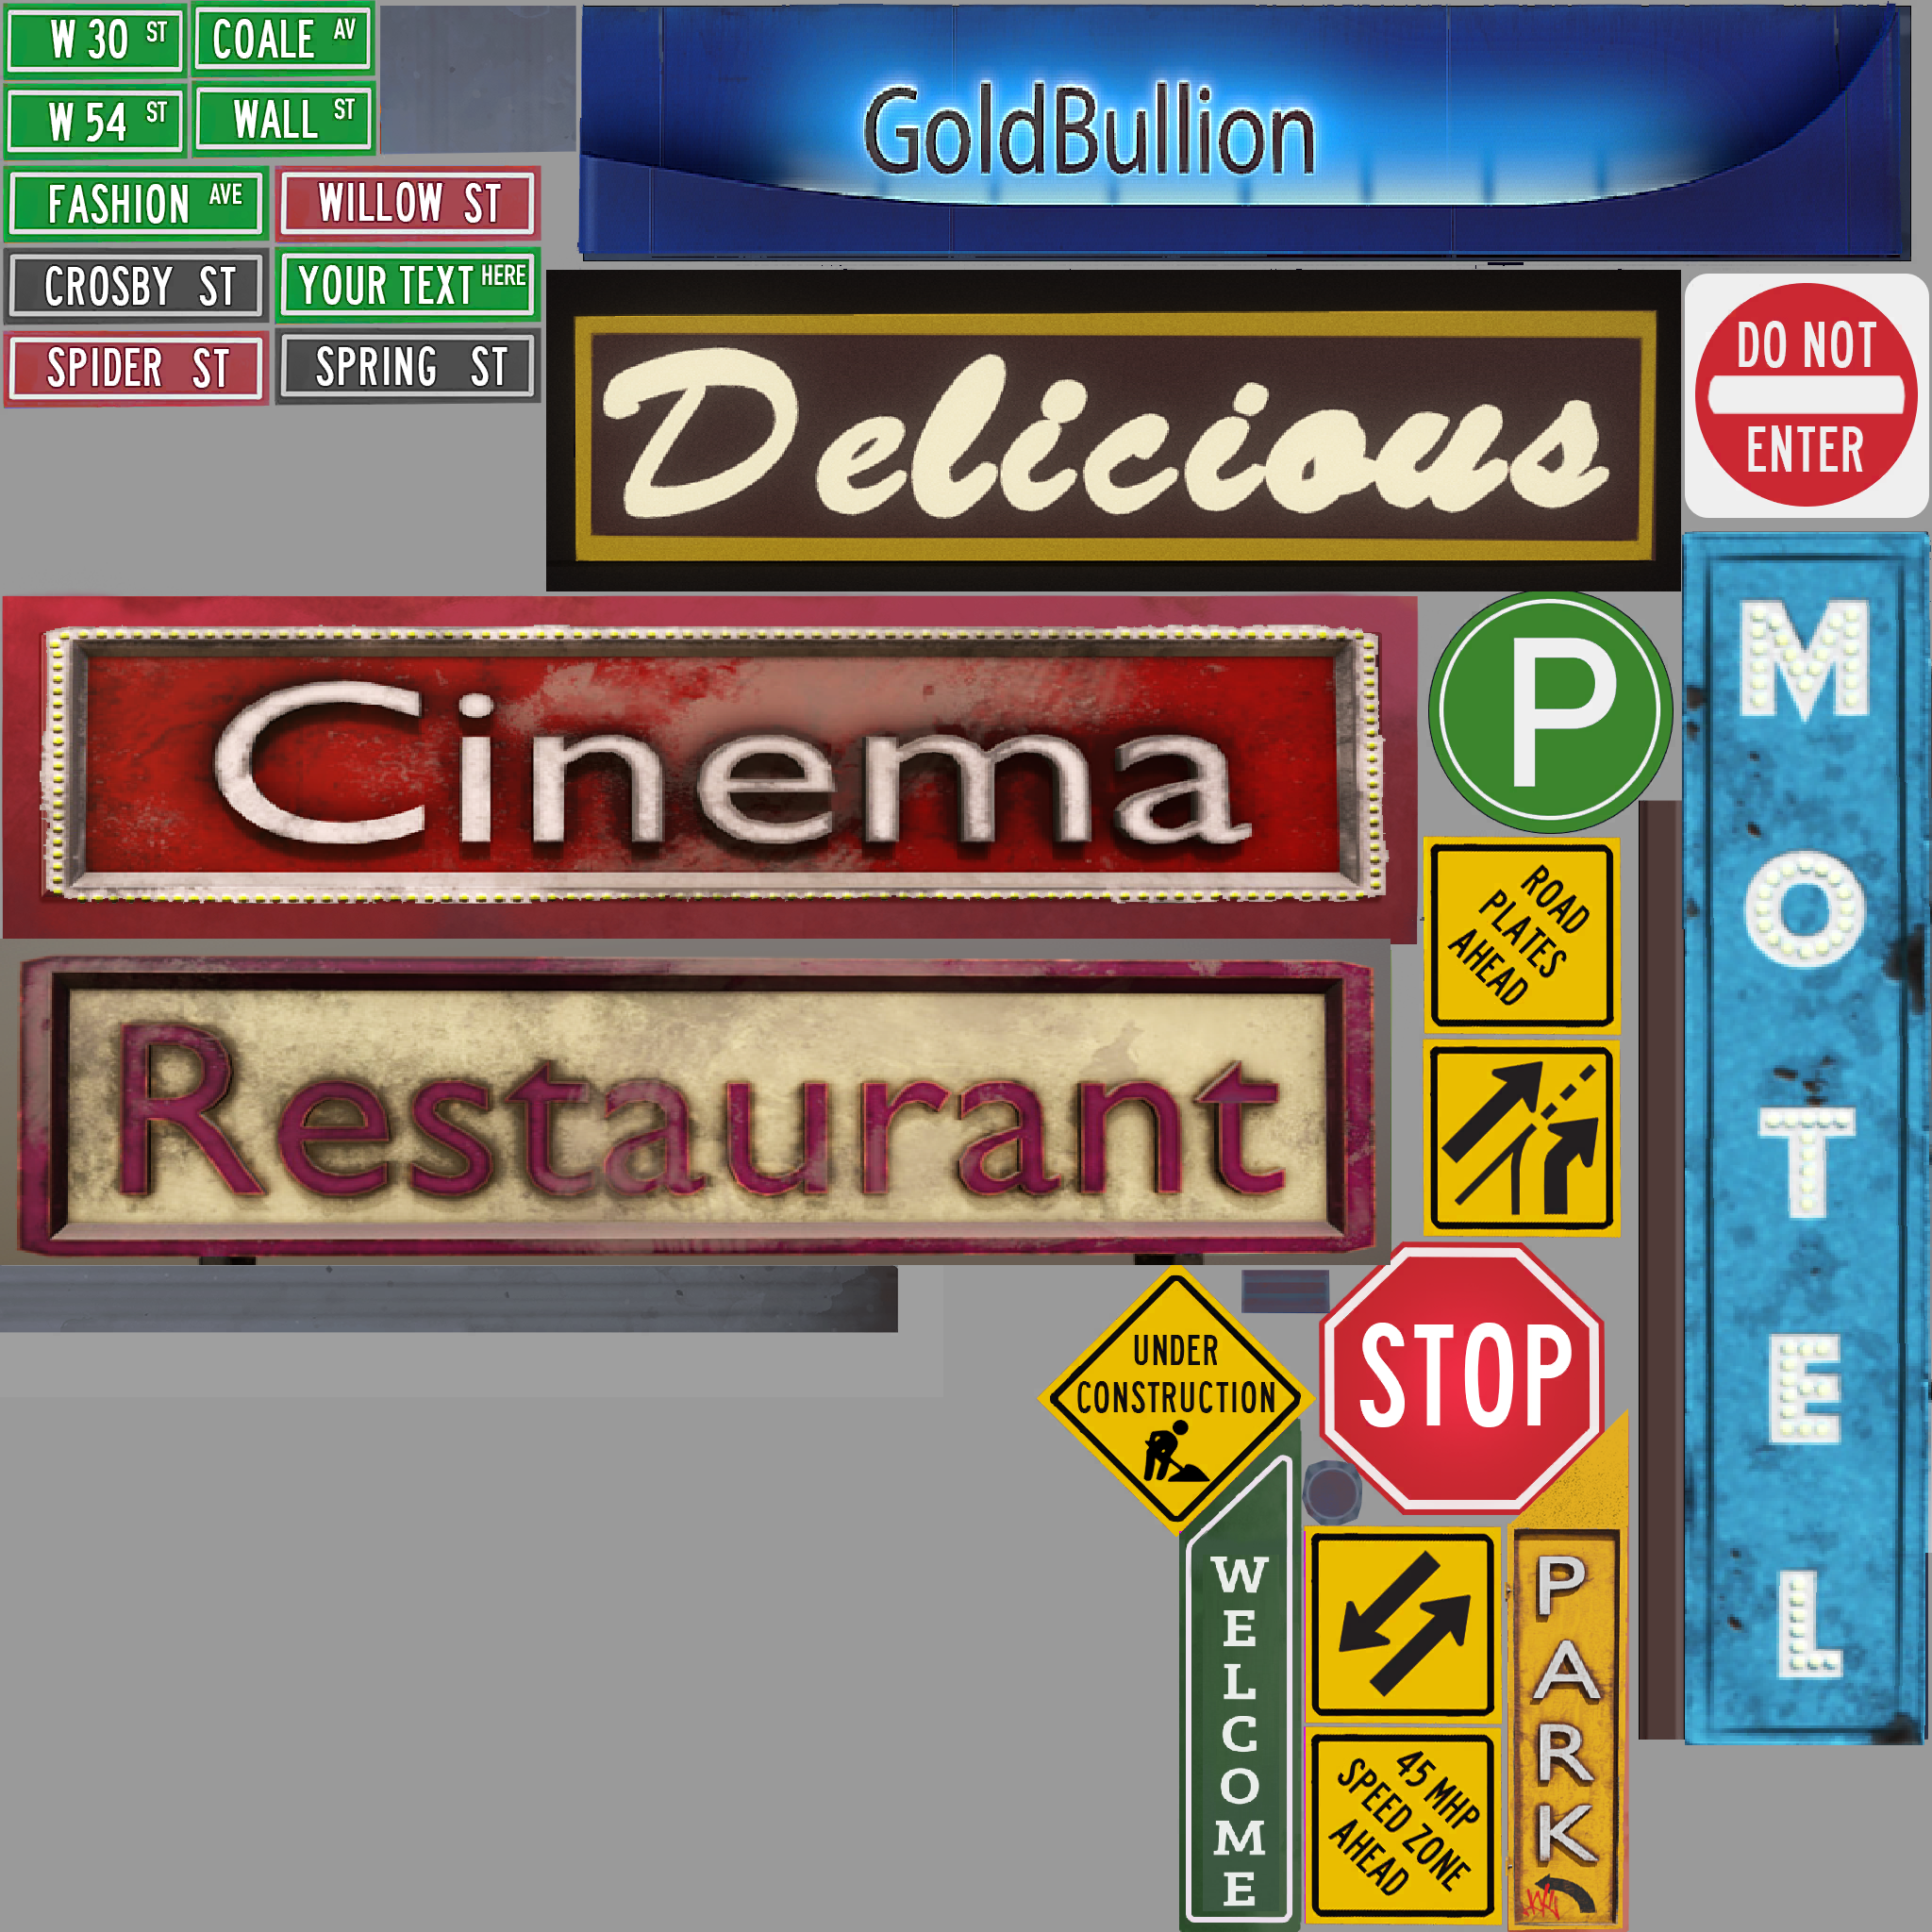 W 30 ST
COALE AV
W 54 ST
WALL ST
FASHION AVE
WILLOW ST
CROSBY ST
YOUR TEXT HERE
SPIDER ST
SPRING ST
GoldBullion
Delicious
DO NOT
ENTER
Cinema
P
ROAD
PLATES
AHEAD
Restaurant
MOTEL
UNDER
CONSTRUCTION
STOP
WELCOME
PARK
45 MHP
SPEED ZONE
AHEAD